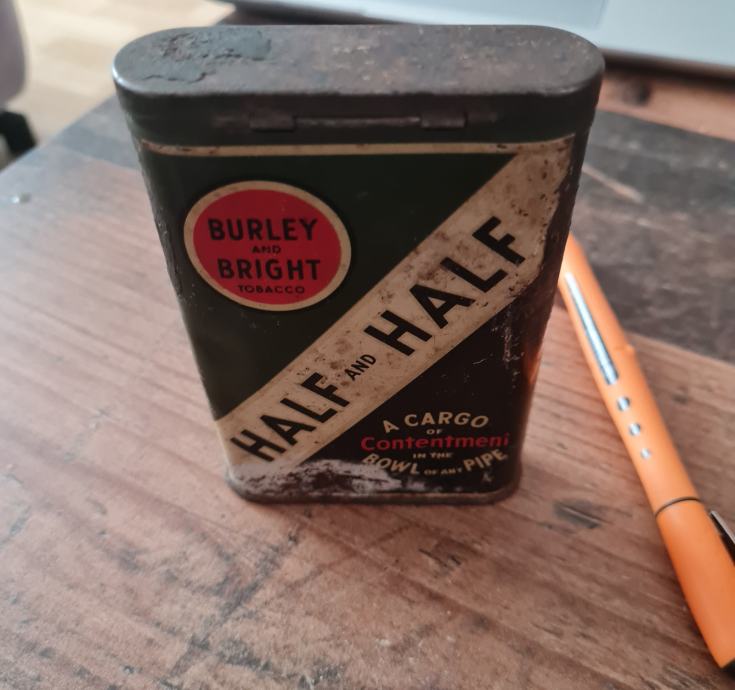 BURLEY
AND
BRIGHT
TOBACCO
HALF AND HALF
A CARGO
OF
Contentment
IN THE
BOWL OF ANY PIPE